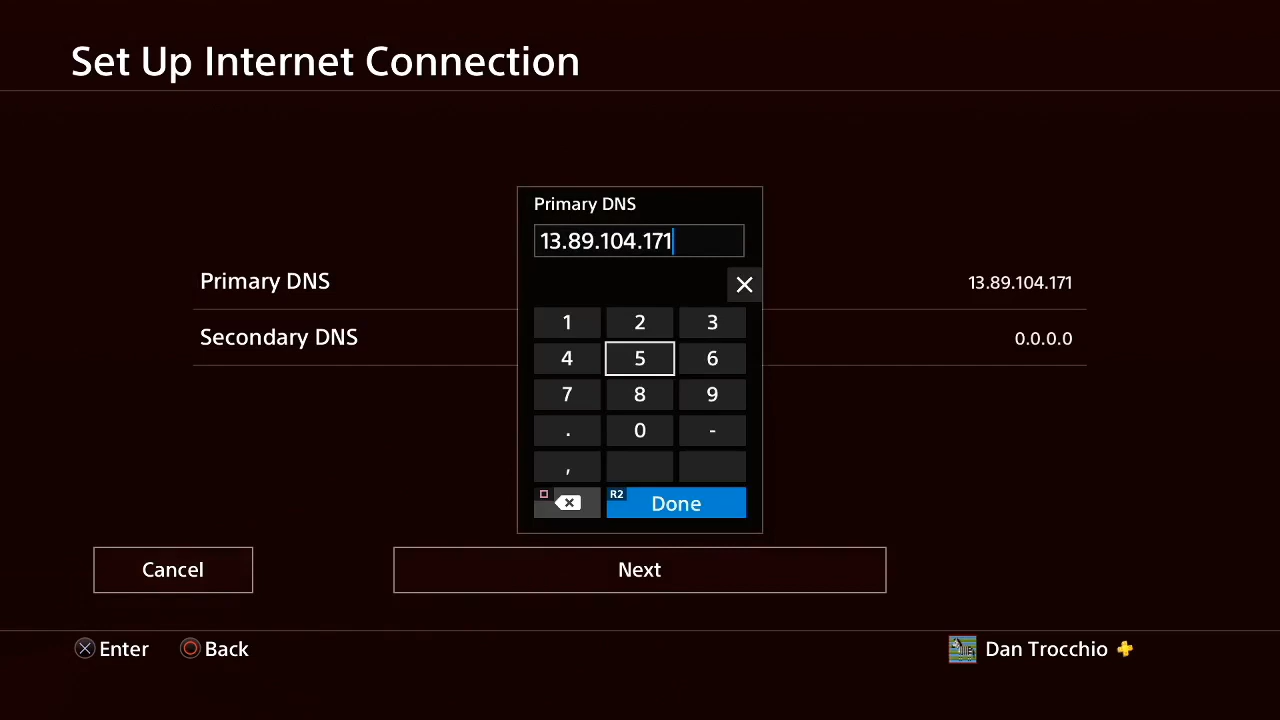 Set Up Internet Connection
Primary DNS
13.89.104.171
Primary DNS 13.89.104.171
Secondary DNS 0.0.0.0
1 2 3
4 5 6
7 8 9
. 0 -
,
R2 Done
Cancel Next
Enter Back Dan Trocchio